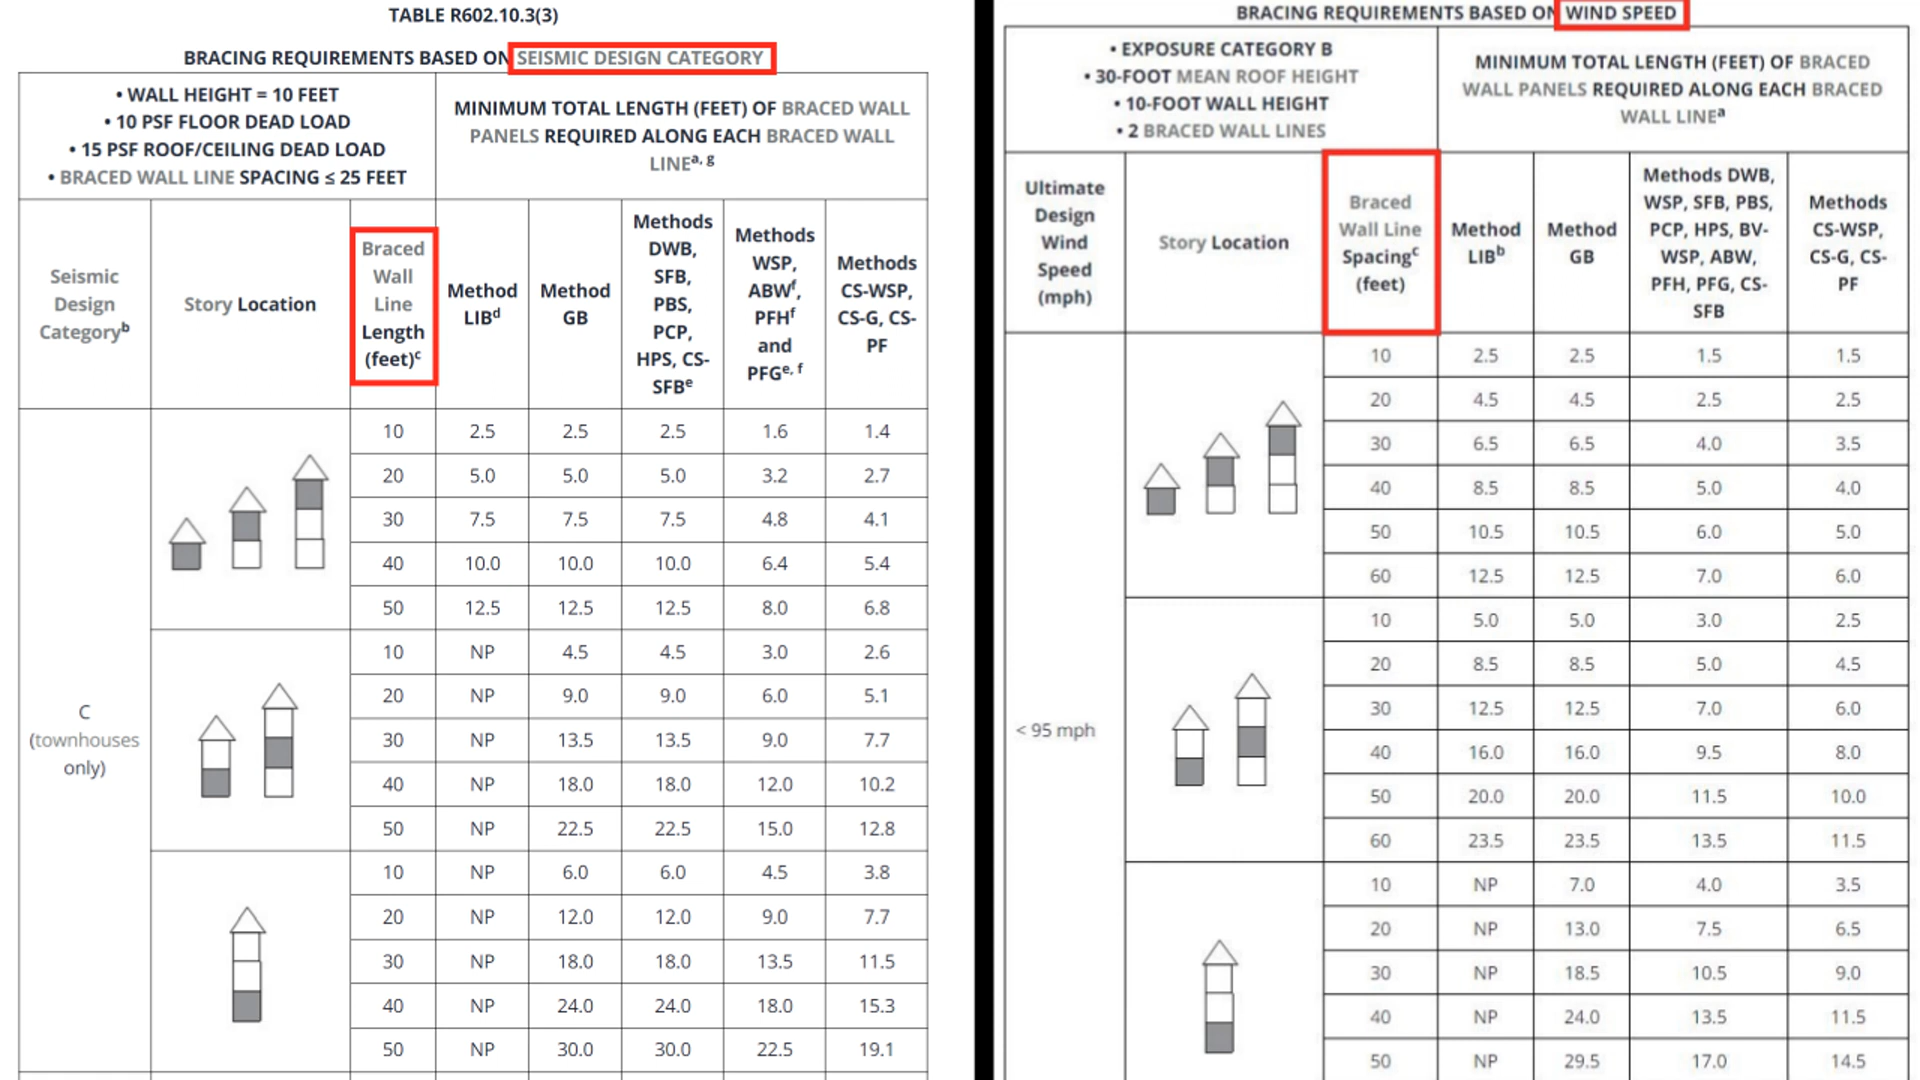 TABLE R602.10.3(3)
BRACING REQUIREMENTS BASED ON SEISMIC DESIGN CATEGORY
• WALL HEIGHT = 10 FEET
• 10 PSF FLOOR DEAD LOAD
• 15 PSF ROOF/CEILING DEAD LOAD
• BRACED WALL LINE SPACING ≤ 25 FEET
MINIMUM TOTAL LENGTH (FEET) OF BRACED WALL
PANELS REQUIRED ALONG EACH BRACED WALL
LINEa, g
Seismic
Design
Categoryb
Story Location
Braced
Wall
Line
Length
(feet)c
Method
LIBd
Method
GB
Methods
DWB,
SFB,
PBS,
PCP,
HPS, CS-
SFBe
Methods
WSP,
ABWf,
PFHf
and
PFGe, f
Methods
CS-WSP,
CS-G, CS-
PF
C
(townhouses
only)
10 2.5 2.5 2.5 1.6 1.4
20 5.0 5.0 5.0 3.2 2.7
30 7.5 7.5 7.5 4.8 4.1
40 10.0 10.0 10.0 6.4 5.4
50 12.5 12.5 12.5 8.0 6.8
10 NP 4.5 4.5 3.0 2.6
20 NP 9.0 9.0 6.0 5.1
30 NP 13.5 13.5 9.0 7.7
40 NP 18.0 18.0 12.0 10.2
50 NP 22.5 22.5 15.0 12.8
10 NP 6.0 6.0 4.5 3.8
20 NP 12.0 12.0 9.0 7.7
30 NP 18.0 18.0 13.5 11.5
40 NP 24.0 24.0 18.0 15.3
50 NP 30.0 30.0 22.5 19.1
BRACING REQUIREMENTS BASED ON WIND SPEED
• EXPOSURE CATEGORY B
• 30-FOOT MEAN ROOF HEIGHT
• 10-FOOT WALL HEIGHT
• 2 BRACED WALL LINES
MINIMUM TOTAL LENGTH (FEET) OF BRACED
WALL PANELS REQUIRED ALONG EACH BRACED
WALL LINEa
Ultimate
Design
Wind
Speed
(mph)
Story Location
Braced
Wall Line
Spacingc
(feet)
Method
LIBb
Method
GB
Methods DWB,
WSP, SFB, PBS,
PCP, HPS, BV-
WSP, ABW,
PFH, PFG, CS-
SFB
Methods
CS-WSP,
CS-G, CS-
PF
< 95 mph
10 2.5 2.5 1.5 1.5
20 4.5 4.5 2.5 2.5
30 6.5 6.5 4.0 3.5
40 8.5 8.5 5.0 4.0
50 10.5 10.5 6.0 5.0
60 12.5 12.5 7.0 6.0
10 5.0 5.0 3.0 2.5
20 8.5 8.5 5.0 4.5
30 12.5 12.5 7.0 6.0
40 16.0 16.0 9.5 8.0
50 20.0 20.0 11.5 10.0
60 23.5 23.5 13.5 11.5
10 NP 7.0 4.0 3.5
20 NP 13.0 7.5 6.5
30 NP 18.5 10.5 9.0
40 NP 24.0 13.5 11.5
50 NP 29.5 17.0 14.5